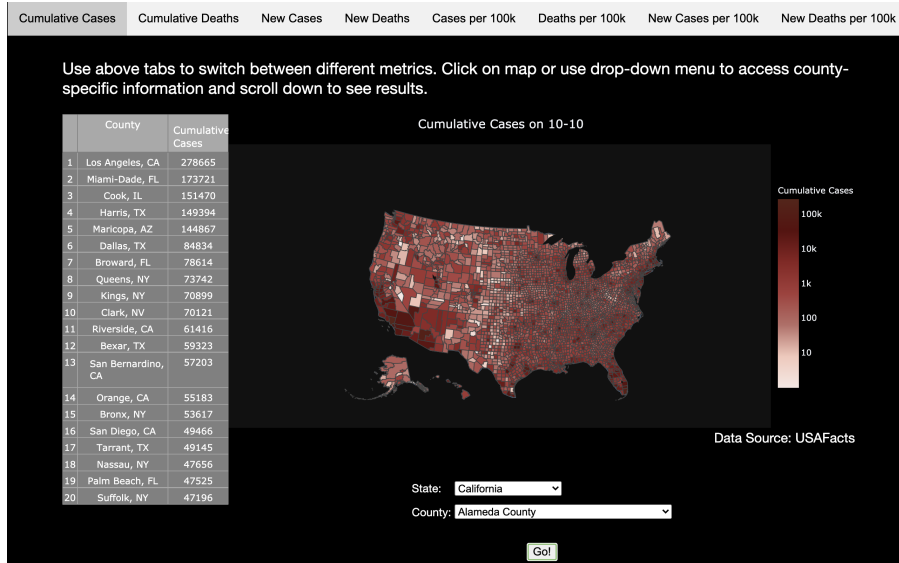 Cumulative Cases Cumulative Deaths New Cases New Deaths Cases per 100k Deaths per 100k New Cases per 100k New Deaths per 100k
Use above tabs to switch between different metrics. Click on map or use drop-down menu to access county-
specific information and scroll down to see results.
County Cumulative
Cases
1 Los Angeles, CA 278665
2 Miami-Dade, FL 173721
3 Cook, IL 151470
4 Harris, TX 149394
5 Maricopa, AZ 144867
6 Dallas, TX 84834
7 Broward, FL 78614
8 Queens, NY 73742
9 Kings, NY 70899
10 Clark, NV 70121
11 Riverside, CA 61416
12 Bexar, TX 59323
13 San Bernardino, 57203
CA
14 Orange, CA 55183
15 Bronx, NY 53617
16 San Diego, CA 49466
17 Tarrant, TX 49145
18 Nassau, NY 47656
19 Palm Beach, FL 47525
20 Suffolk, NY 47196
Cumulative Cases on 10-10
Cumulative Cases
100k
10k
1k
100
10
Data Source: USAFacts
State: California
County: Alameda County
Go!